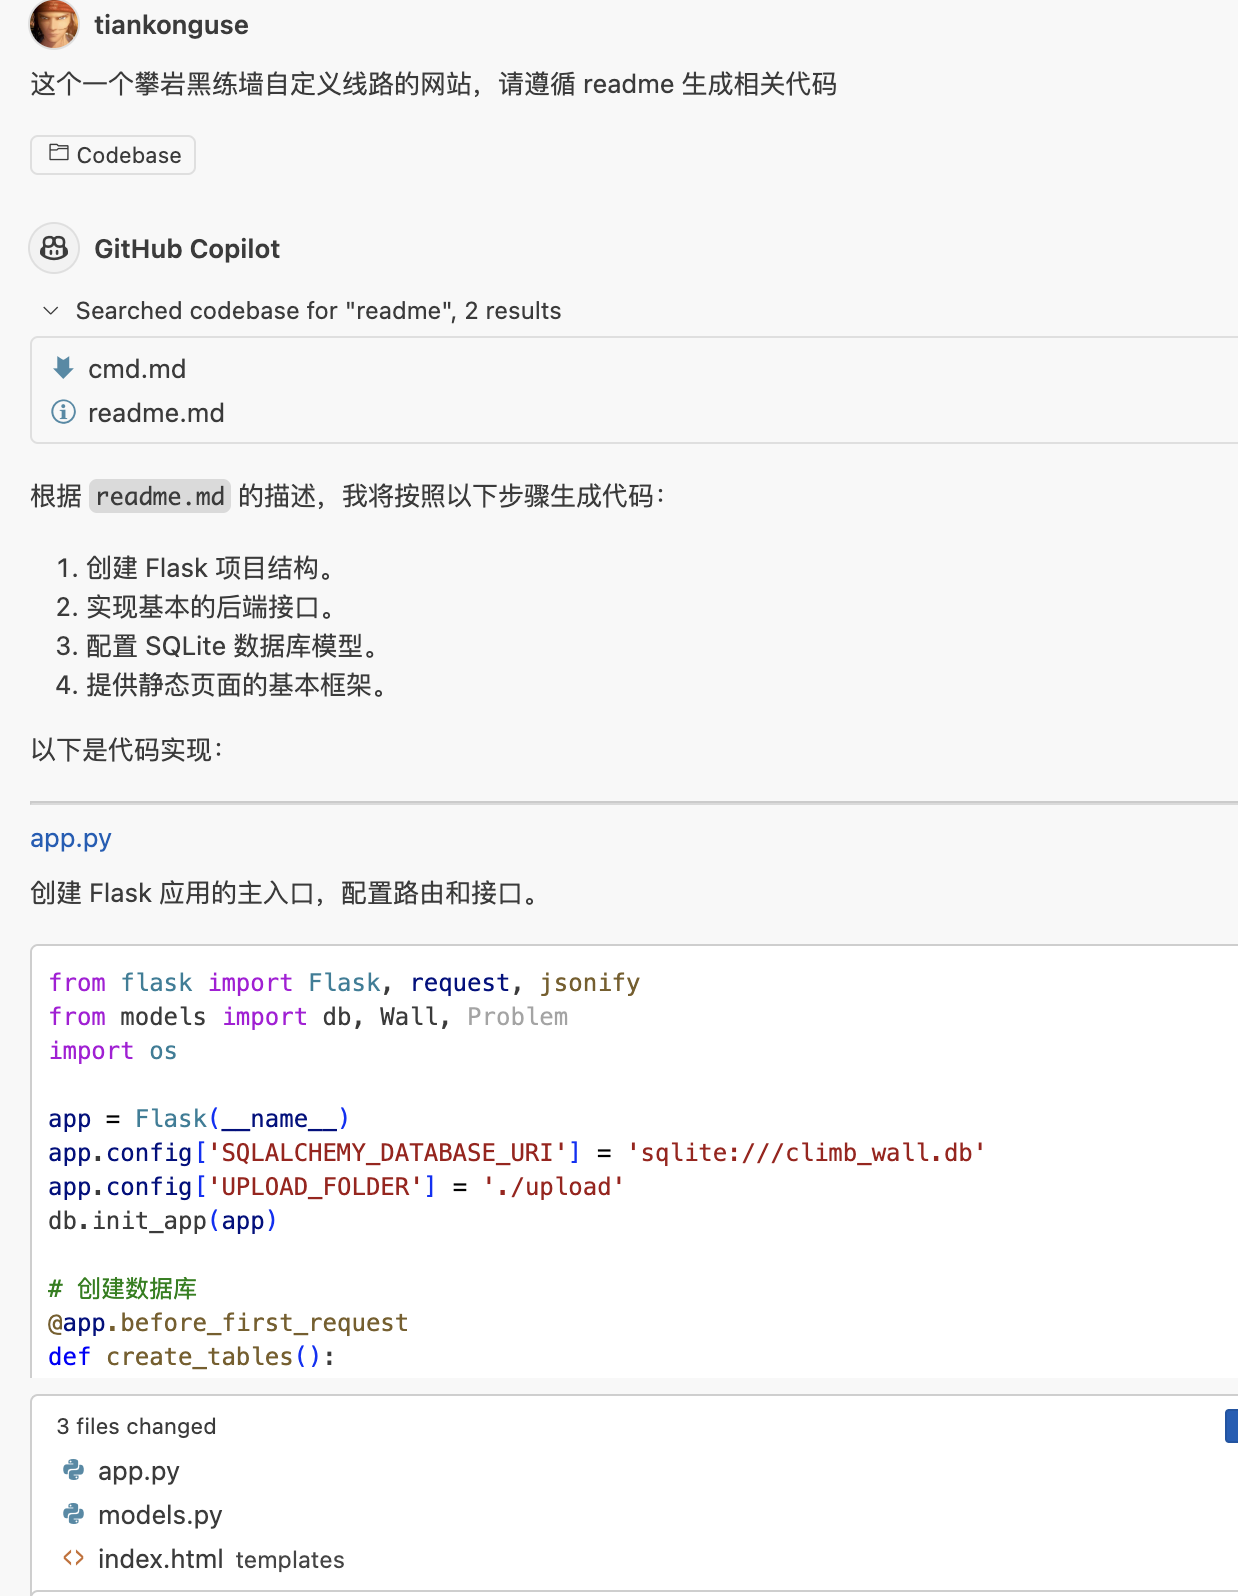 tiankonguse
这个一个攀岩黑练墙自定义线路的网站，请遵循 readme 生成相关代码
Codebase
GitHub Copilot
Searched codebase for "readme", 2 results
cmd.md
readme.md
根据 readme.md 的描述，我将按照以下步骤生成代码：
1. 创建 Flask 项目结构。
2. 实现基本的后端接口。
3. 配置 SQLite 数据库模型。
4. 提供静态页面的基本框架。
以下是代码实现：
app.py
创建 Flask 应用的主入口，配置路由和接口。
from flask import Flask, request, jsonify
from models import db, Wall, Problem
import os
app = Flask(__name__)
app.config['SQLALCHEMY_DATABASE_URI'] = 'sqlite:///climb_wall.db'
app.config['UPLOAD_FOLDER'] = './upload'
db.init_app(app)
# 创建数据库
@app.before_first_request
def create_tables():
3 files changed
app.py
models.py
index.html templates